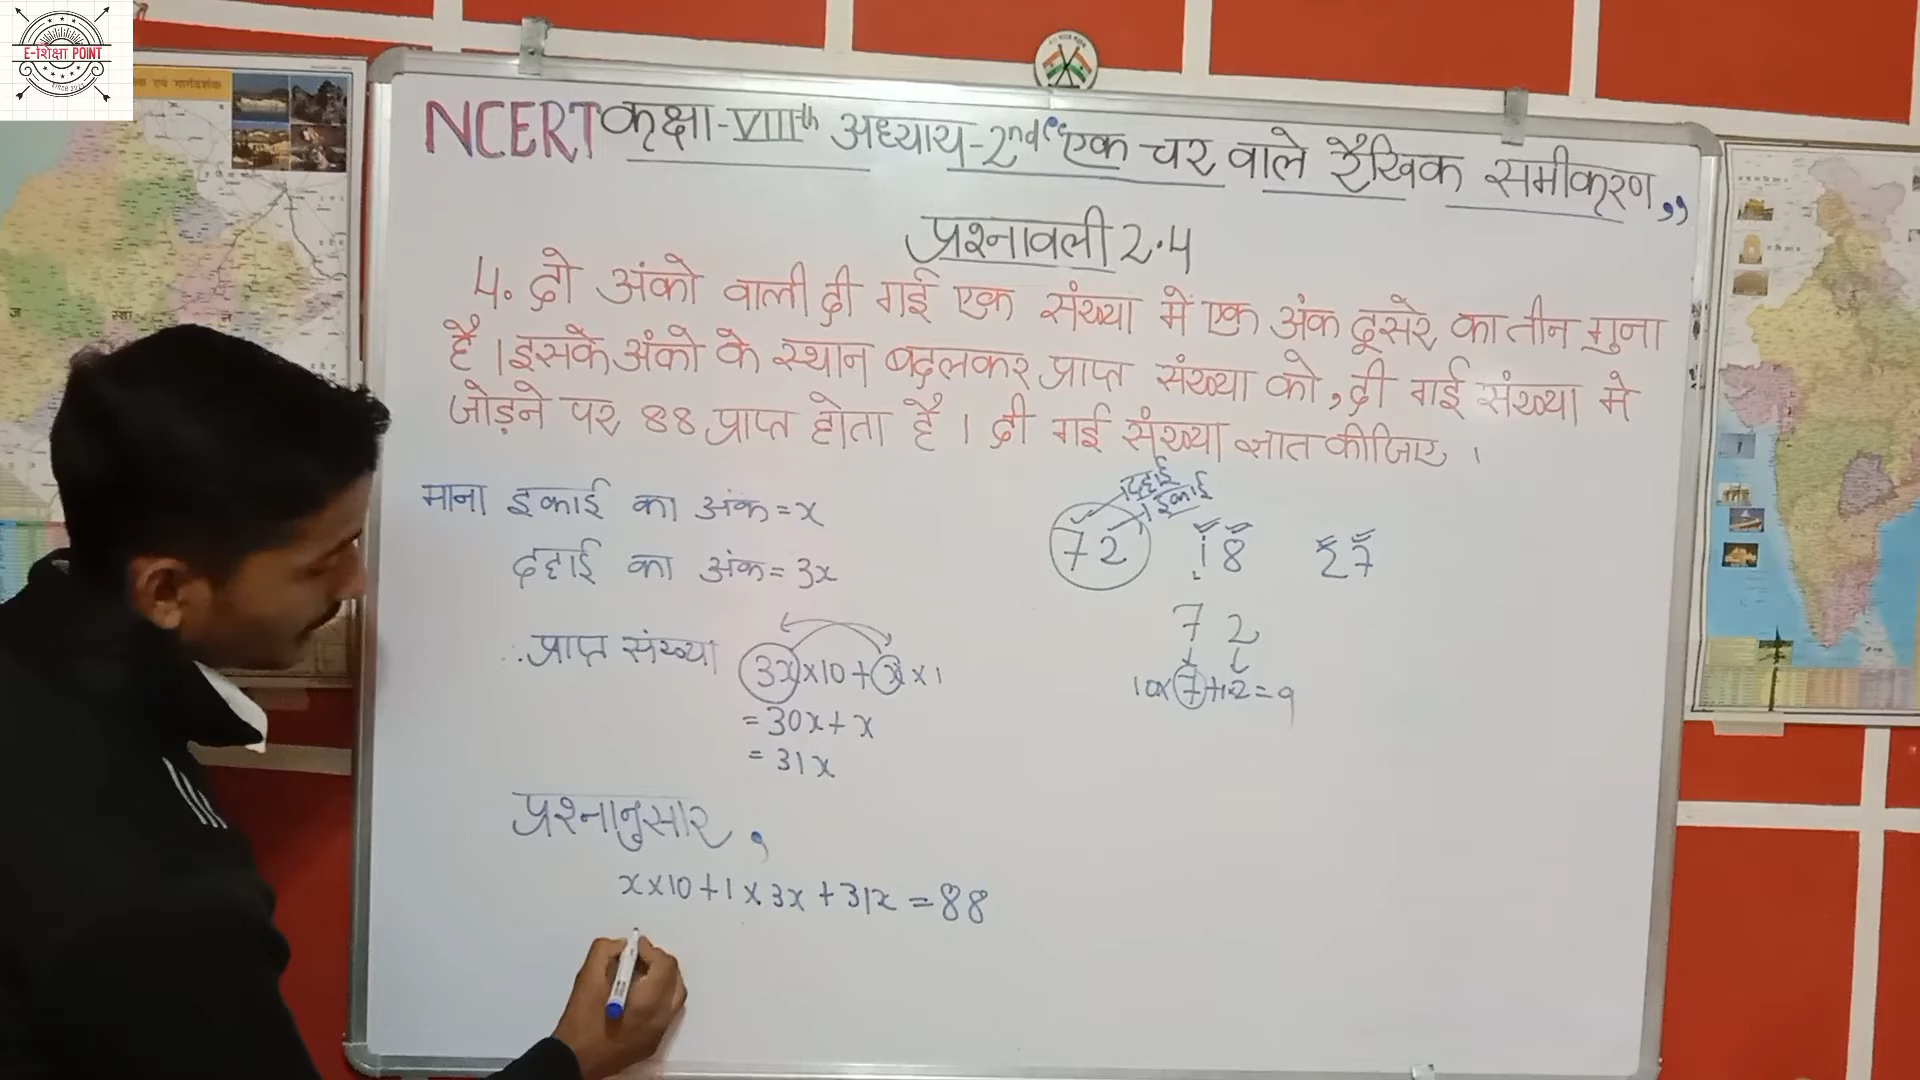 E-शिक्षा POINT
NCERT कक्षा-VIIIth अध्याय-2nd "एक चर वाले रैखिक समीकरण,,
प्रश्नावली 2.4
4. दो अंको वाली दी गई एक संख्या में एक अंक दूसरे का तीन गुना
है। इसके अंको के स्थान बदलकर प्राप्त संख्या को, दी गई संख्या मे
जोड़ने पर 88 प्राप्त होता है। दी गई संख्या ज्ञात कीजिए।
माना इकाई का अंक = x
दहाई का अंक = 3x
∴ प्राप्त संख्या 3x×10+x×1
= 30x+x
= 31x
प्रश्नानुसार,
x×10+1×3x+31x = 88
दहाई
इकाई
72 18 27
7 2
10×7+1×2=9